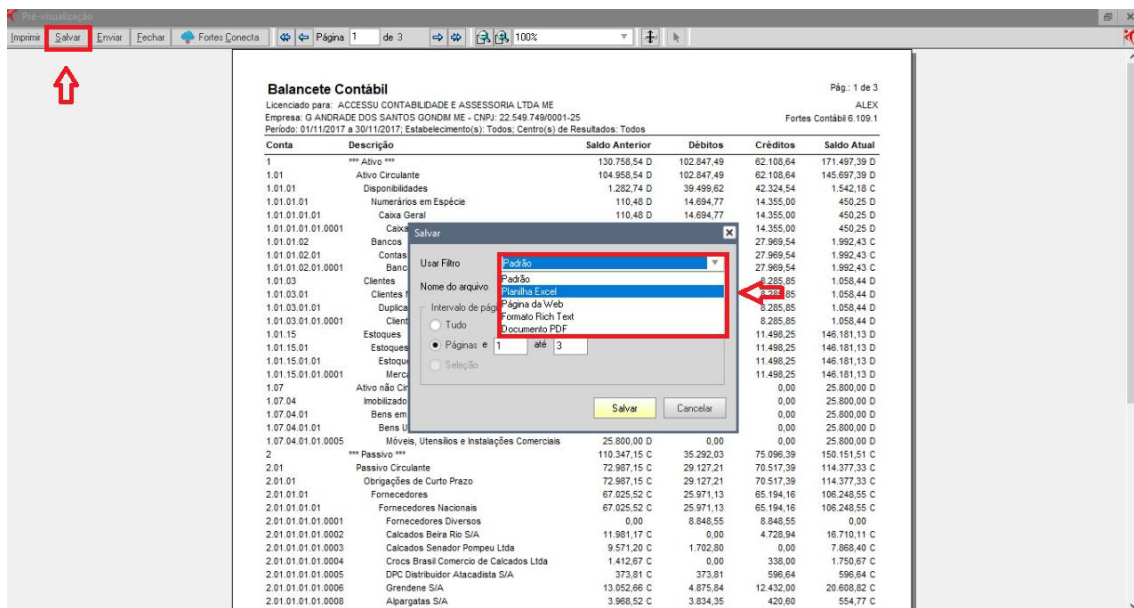 Pré-visualização
Imprimir Salvar Enviar Fechar Fortes Conecta Página 1 de 3 100%
Balancete Contábil Pág.: 1 de 3
Licenciado para: ACCESSU CONTABILIDADE E ASSESSORIA LTDA ME ALEX
Empresa: G ANDRADE DOS SANTOS GONDIM ME - CNPJ: 22.549.749/0001-25 Fortes Contábil 6.109.1
Período: 01/11/2017 a 30/11/2017; Estabelecimento(s): Todos; Centro(s) de Resultados: Todos
Conta Descrição Saldo Anterior Débitos Créditos Saldo Atual
1 *** Ativo *** 130.758,54 D 102.847,49 62.108,64 171.497,39 D
1.01 Ativo Circulante 104.958,54 D 102.847,49 62.108,64 145.697,39 D
1.01.01 Disponibilidades 1.282,74 D 39.499,62 42.324,54 1.542,18 C
1.01.01.01 Numerários em Espécie 110,48 D 14.694,77 14.355,00 450,25 D
1.01.01.01.01 Caixa Geral 110,48 D 14.694,77 14.355,00 450,25 D
1.01.01.01.01.0001 Caixa 14.355,00 450,25 D
1.01.01.02 Bancos 27.969,54 1.992,43 C
1.01.01.02.01 Contas 27.969,54 1.992,43 C
1.01.01.02.01.0001 Banc 27.969,54 1.992,43 C
1.01.03 Clientes 8.285,85 1.058,44 D
1.01.03.01 Clientes 8.285,85 1.058,44 D
1.01.03.01.01 Duplica 8.285,85 1.058,44 D
1.01.03.01.01.0001 Client 8.285,85 1.058,44 D
1.01.15 Estoques 11.498,25 146.181,13 D
1.01.15.01 Estoques 11.498,25 146.181,13 D
1.01.15.01.01 Estoqu 11.498,25 146.181,13 D
1.01.15.01.01.0001 Merc 11.498,25 146.181,13 D
1.07 Ativo não Cir 0,00 25.800,00 D
1.07.04 Imobilizado 0,00 25.800,00 D
1.07.04.01 Bens em 0,00 25.800,00 D
1.07.04.01.01 Bens U 0,00 25.800,00 D
1.07.04.01.01.0005 Móveis, Utensílios e Instalações Comerciais 25.800,00 D 0,00 0,00 25.800,00 D
2 *** Passivo *** 110.347,15 C 35.292,03 75.096,39 150.151,51 C
2.01 Passivo Circulante 72.987,15 C 29.127,21 70.517,39 114.377,33 C
2.01.01 Obrigações de Curto Prazo 72.987,15 C 29.127,21 70.517,39 114.377,33 C
2.01.01.01 Fornecedores 67.025,52 C 25.971,13 65.194,16 106.248,55 C
2.01.01.01.01 Fornecedores Nacionais 67.025,52 C 25.971,13 65.194,16 106.248,55 C
2.01.01.01.01.0001 Fornecedores Diversos 0,00 8.848,55 8.848,55 0,00
2.01.01.01.01.0002 Calcados Beira Rio S/A 11.981,17 C 0,00 4.728,94 16.710,11 C
2.01.01.01.01.0003 Calcados Senador Pompeu Ltda 9.571,20 C 1.702,80 0,00 7.868,40 C
2.01.01.01.01.0004 Crocs Brasil Comercio de Calcados Ltda 1.412,67 C 0,00 338,00 1.750,67 C
2.01.01.01.01.0005 DPC Distribuidor Atacadista S/A 373,81 C 373,81 596,64 596,64 C
2.01.01.01.01.0006 Grendene S/A 13.052,66 C 4.875,84 12.432,00 20.608,82 C
2.01.01.01.01.0008 Alpargatas S/A 3.968,52 C 3.834,35 420,60 554,77 C
Salvar
Usar Filtro Padrão
Padrão
Planilha Excel
Página da Web
Formato Rich Text
Documento PDF
Nome do arquivo
Intervalo de pági
Tudo
Páginas e 1 até 3
Seleção
Salvar Cancelar